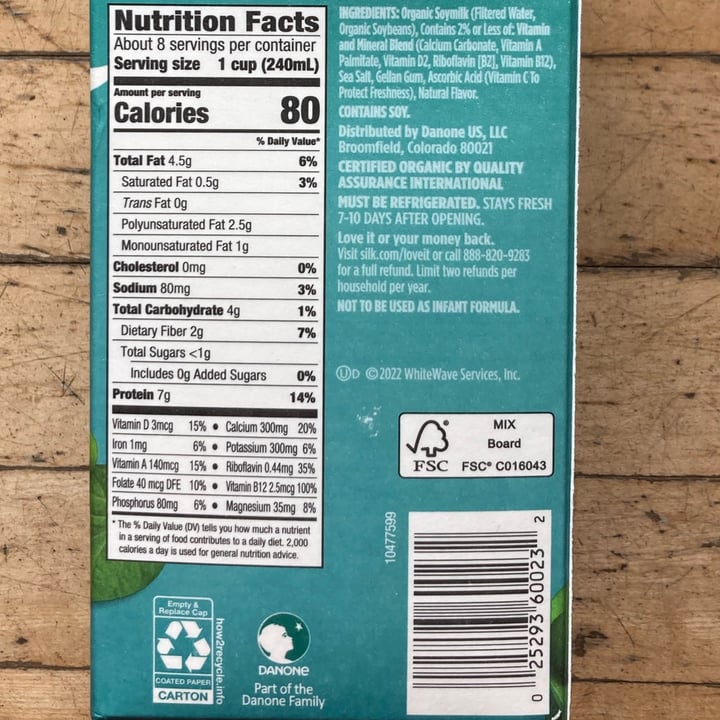 Nutrition Facts
About 8 servings per container
Serving size 1 cup (240mL)
Amount per serving
Calories 80
% Daily Value*
Total Fat 4.5g 6%
Saturated Fat 0.5g 3%
Trans Fat 0g
Polyunsaturated Fat 2.5g
Monounsaturated Fat 1g
Cholesterol 0mg 0%
Sodium 80mg 3%
Total Carbohydrate 4g 1%
Dietary Fiber 2g 7%
Total Sugars <1g
Includes 0g Added Sugars 0%
Protein 7g 14%
Vitamin D 3mcg 15% • Calcium 300mg 20%
Iron 1mg 6% • Potassium 300mg 6%
Vitamin A 140mcg 15% • Riboflavin 0.44mg 35%
Folate 40 mcg DFE 10% • Vitamin B12 2.5mcg 100%
Phosphorus 80mg 6% • Magnesium 35mg 8%
* The % Daily Value (DV) tells you how much a nutrient
in a serving of food contributes to a daily diet. 2,000
calories a day is used for general nutrition advice.
INGREDIENTS: Organic Soymilk (Filtered Water,
Organic Soybeans), Contains 2% or Less of: Vitamin
and Mineral Blend (Calcium Carbonate, Vitamin A
Palmitate, Vitamin D2, Riboflavin [B2], Vitamin B12),
Sea Salt, Gellan Gum, Ascorbic Acid (Vitamin C To
Protect Freshness), Natural Flavor.
CONTAINS SOY.
Distributed by Danone US, LLC
Broomfield, Colorado 80021
CERTIFIED ORGANIC BY QUALITY
ASSURANCE INTERNATIONAL
MUST BE REFRIGERATED. STAYS FRESH
7-10 DAYS AFTER OPENING.
Love it or your money back.
Visit silk.com/loveit or call 888-820-9283
for a full refund. Limit two refunds per
household per year.
NOT TO BE USED AS INFANT FORMULA.
UD ©2022 WhiteWave Services, Inc.
FSC
MIX
Board
FSC® C016043
10477599
0 25293 60023 2
Empty &
Replace Cap
COATED PAPER
CARTON
how2recycle.info
DANONE
Part of the
Danone Family